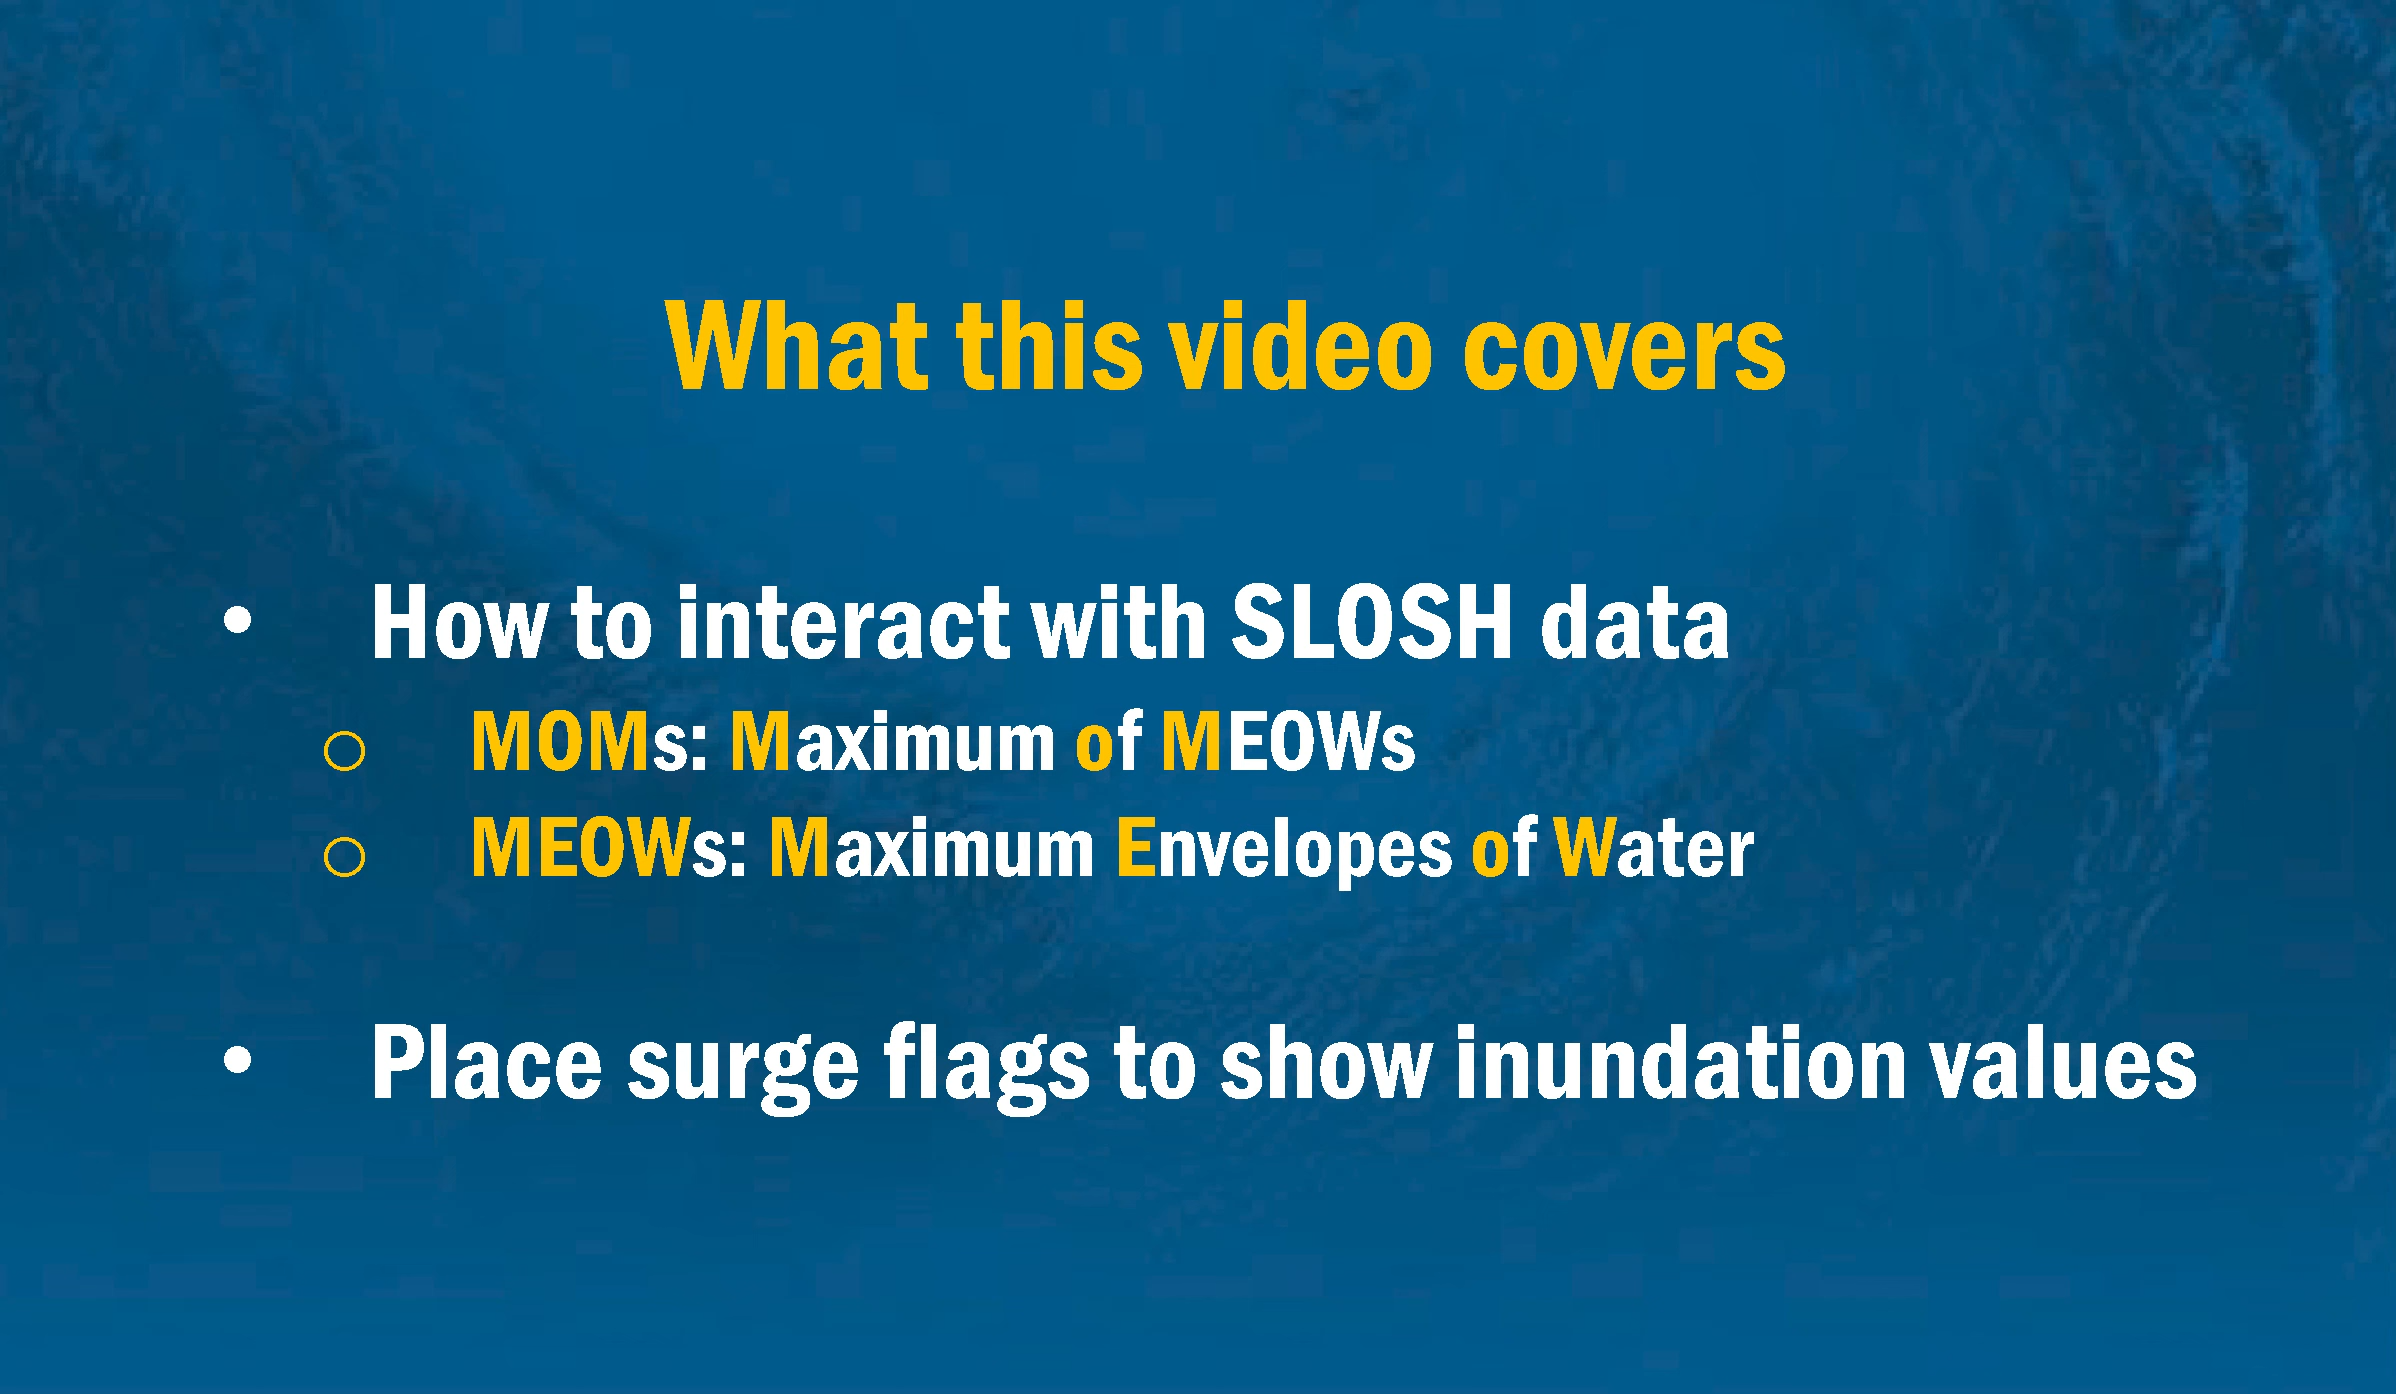 What this video covers
• How to interact with SLOSH data
o MOMs: Maximum of MEOWs
o MEOWs: Maximum Envelopes of Water
• Place surge flags to show inundation values